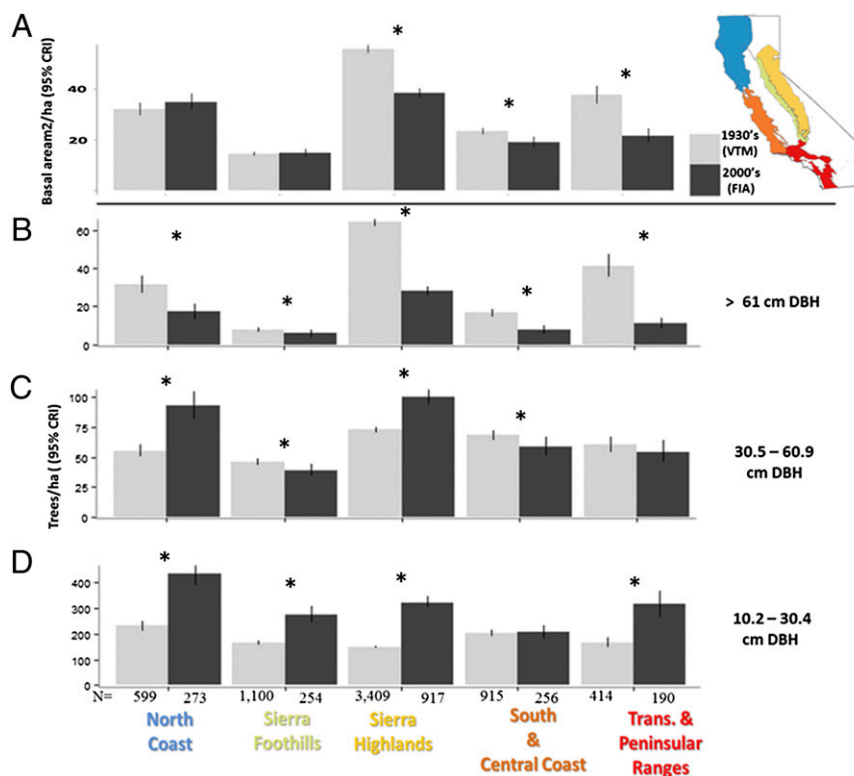 A
Basal aream2/ha (95% CRI)
40
20
*
*
*
1930's
(VTM)
2000's
(FIA)
B
60
40
20
0
*
*
*
*
*
> 61 cm DBH
C
Trees/ha ( (95% CRI)
100
75
50
25
0
*
*
*
*
30.5 – 60.9
cm DBH
D
400
300
200
100
0
*
*
*
*
10.2 – 30.4
cm DBH
N= 599 273 1,100 254 3,409 917 915 256 414 190
North
Coast
Sierra
Foothills
Sierra
Highlands
South
&
Central Coast
Trans. &
Peninsular
Ranges